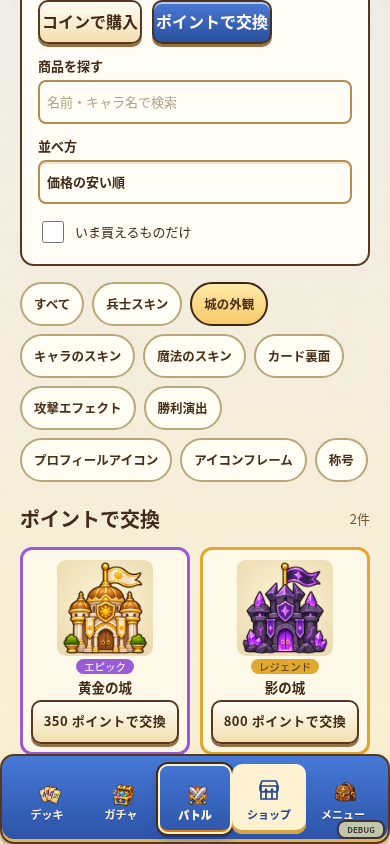 コインで購入
ポイントで交換
商品を探す
名前・キャラ名で検索
並べ方
価格の安い順
いま買えるものだけ
すべて
兵士スキン
城の外観
キャラのスキン
魔法のスキン
カード裏面
攻撃エフェクト
勝利演出
プロフィールアイコン
アイコンフレーム
称号
ポイントで交換
2件
エピック
黄金の城
350 ポイントで交換
レジェンド
影の城
800 ポイントで交換
デッキ
ガチャ
バトル
ショップ
メニュー
DEBUG